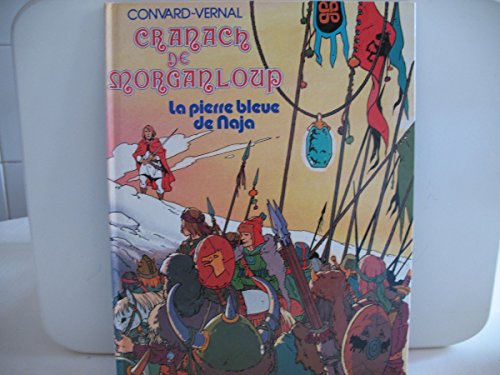 CONVARD-VERNAL
CRANACH
DE
MORGANLOUP
La pierre bleue
de Naja